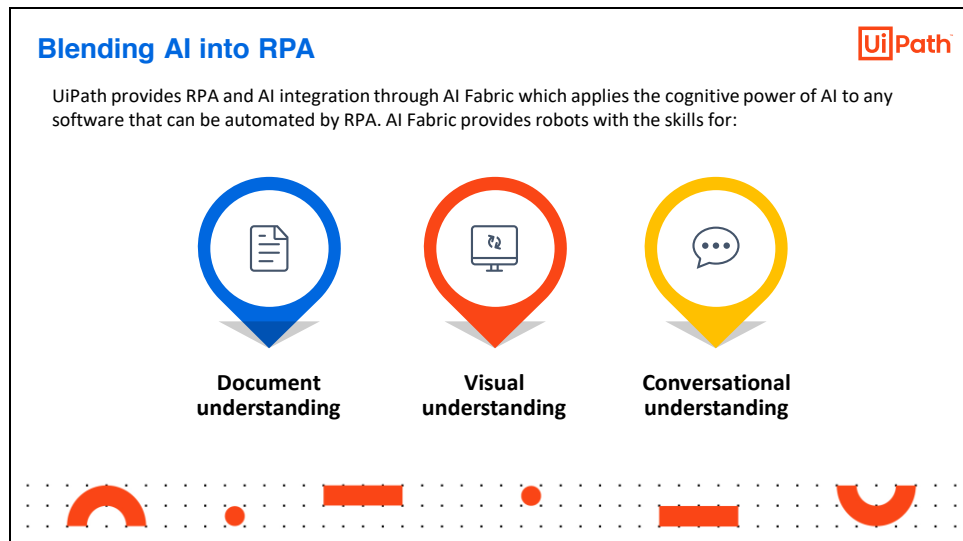 Blending AI into RPA
UiPath
UiPath provides RPA and AI integration through AI Fabric which applies the cognitive power of AI to any
software that can be automated by RPA. AI Fabric provides robots with the skills for:
Document
understanding
Visual
understanding
Conversational
understanding